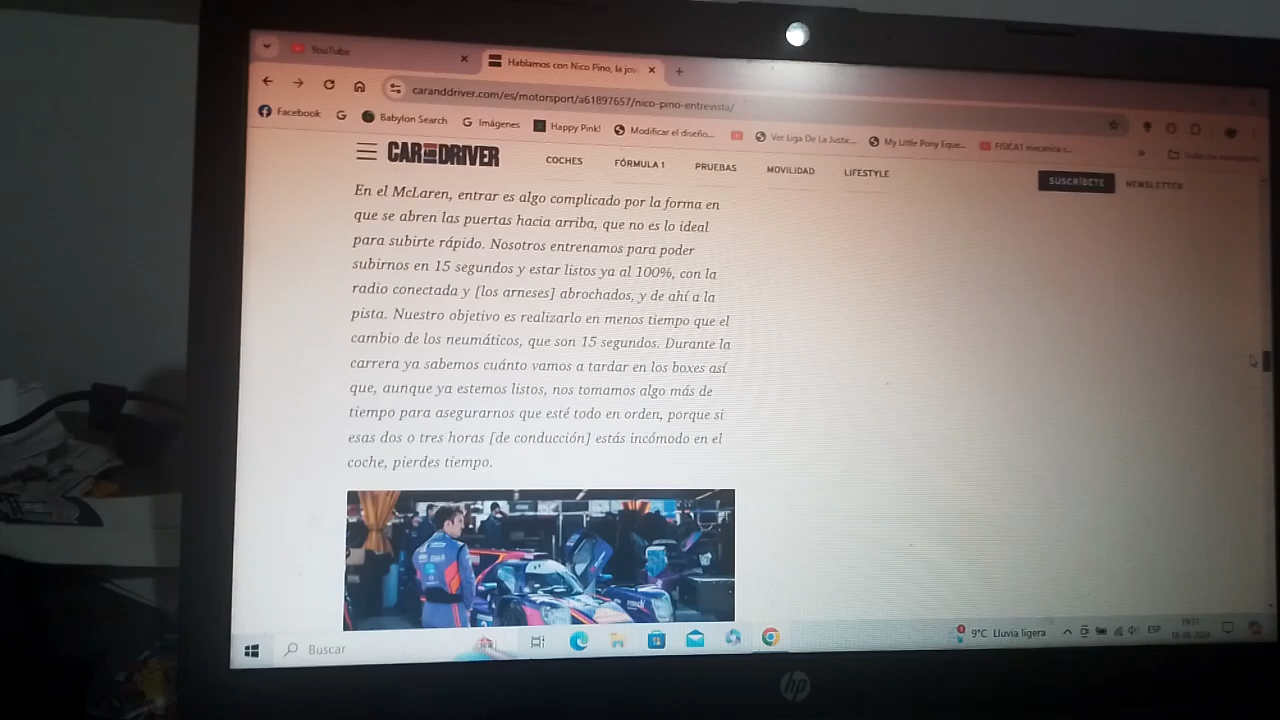 YouTube
Hablamos con Nico Pino, la jov
caranddriver.com/es/motorsport/a61897657/nico-pino-entrevista/
Facebook
Babylon Search
G Imágenes
Happy Pink!
Modificar el diseño...
Ver Liga De La Justic...
My Little Pony Eque...
FISICA1 mecanica c...
Todos los marcadores
CAR AND DRIVER
COCHES
FÓRMULA 1
PRUEBAS
MOVILIDAD
LIFESTYLE
SUSCRÍBETE
NEWSLETTER
En el McLaren, entrar es algo complicado por la forma en
que se abren las puertas hacia arriba, que no es lo ideal
para subirte rápido. Nosotros entrenamos para poder
subirnos en 15 segundos y estar listos ya al 100%, con la
radio conectada y [los arneses] abrochados, y de ahí a la
pista. Nuestro objetivo es realizarlo en menos tiempo que el
cambio de los neumáticos, que son 15 segundos. Durante la
carrera ya sabemos cuánto vamos a tardar en los boxes así
que, aunque ya estemos listos, nos tomamos algo más de
tiempo para asegurarnos que esté todo en orden, porque si
esas dos o tres horas [de conducción] estás incómodo en el
coche, pierdes tiempo.
Buscar
9°C Lluvia ligera
ESP
19:31
hp